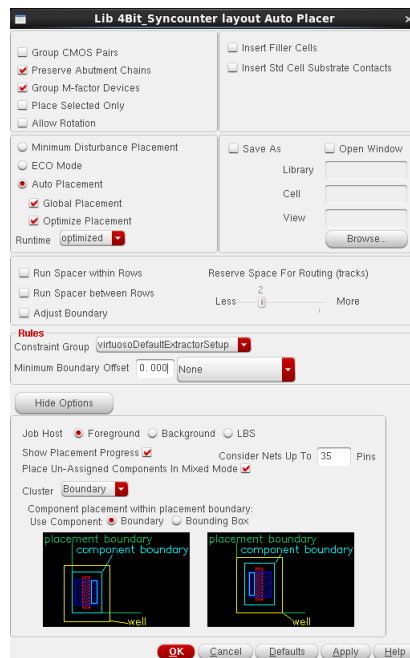 Lib 4Bit_Syncounter layout Auto Placer
Group CMOS Pairs
Preserve Abutment Chains
Group M-factor Devices
Place Selected Only
Allow Rotation
Insert Filler Cells
Insert Std Cell Substrate Contacts
Minimum Disturbance Placement
ECO Mode
Auto Placement
Global Placement
Optimize Placement
Runtime optimized
Save As Open Window
Library
Cell
View
Browse...
Run Spacer within Rows
Run Spacer between Rows
Adjust Boundary
Reserve Space For Routing (tracks)
2
Less More
Rules
Constraint Group virtuosoDefaultExtractorSetup
Minimum Boundary Offset 0.000 None
Hide Options
Job Host Foreground Background LBS
Show Placement Progress Consider Nets Up To 35 Pins
Place Un-Assigned Components In Mixed Mode
Cluster Boundary
Component placement within placement boundary:
Use Component Boundary Bounding Box
placement boundary
component boundary
well
placement boundary
component boundary
well
OK Cancel Defaults Apply Help